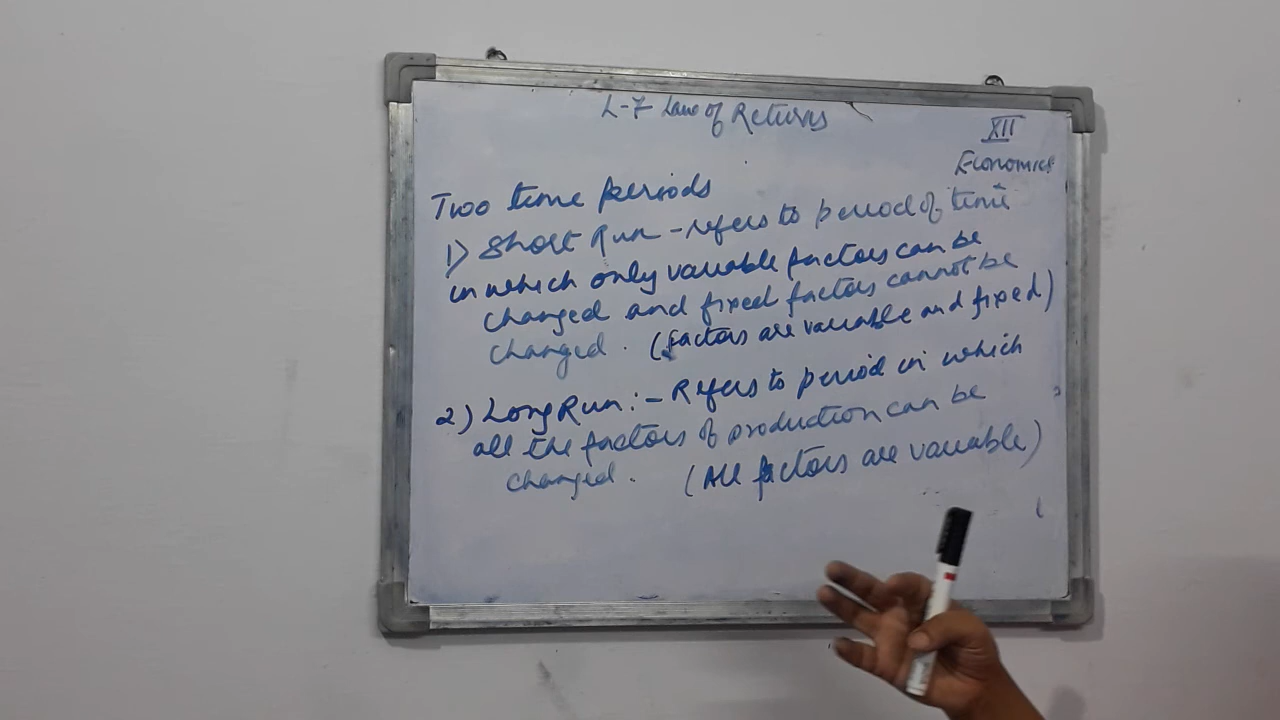 L-7 Law of Returns
XII
Economics
Two time periods
1) Short Run - refers to period of time
in which only variable factors can be
changed and fixed factors cannot be
changed. (factors are variable and fixed)
2) Long Run :- Refers to period in which
all the factors of production can be
changed. (All factors are variable)